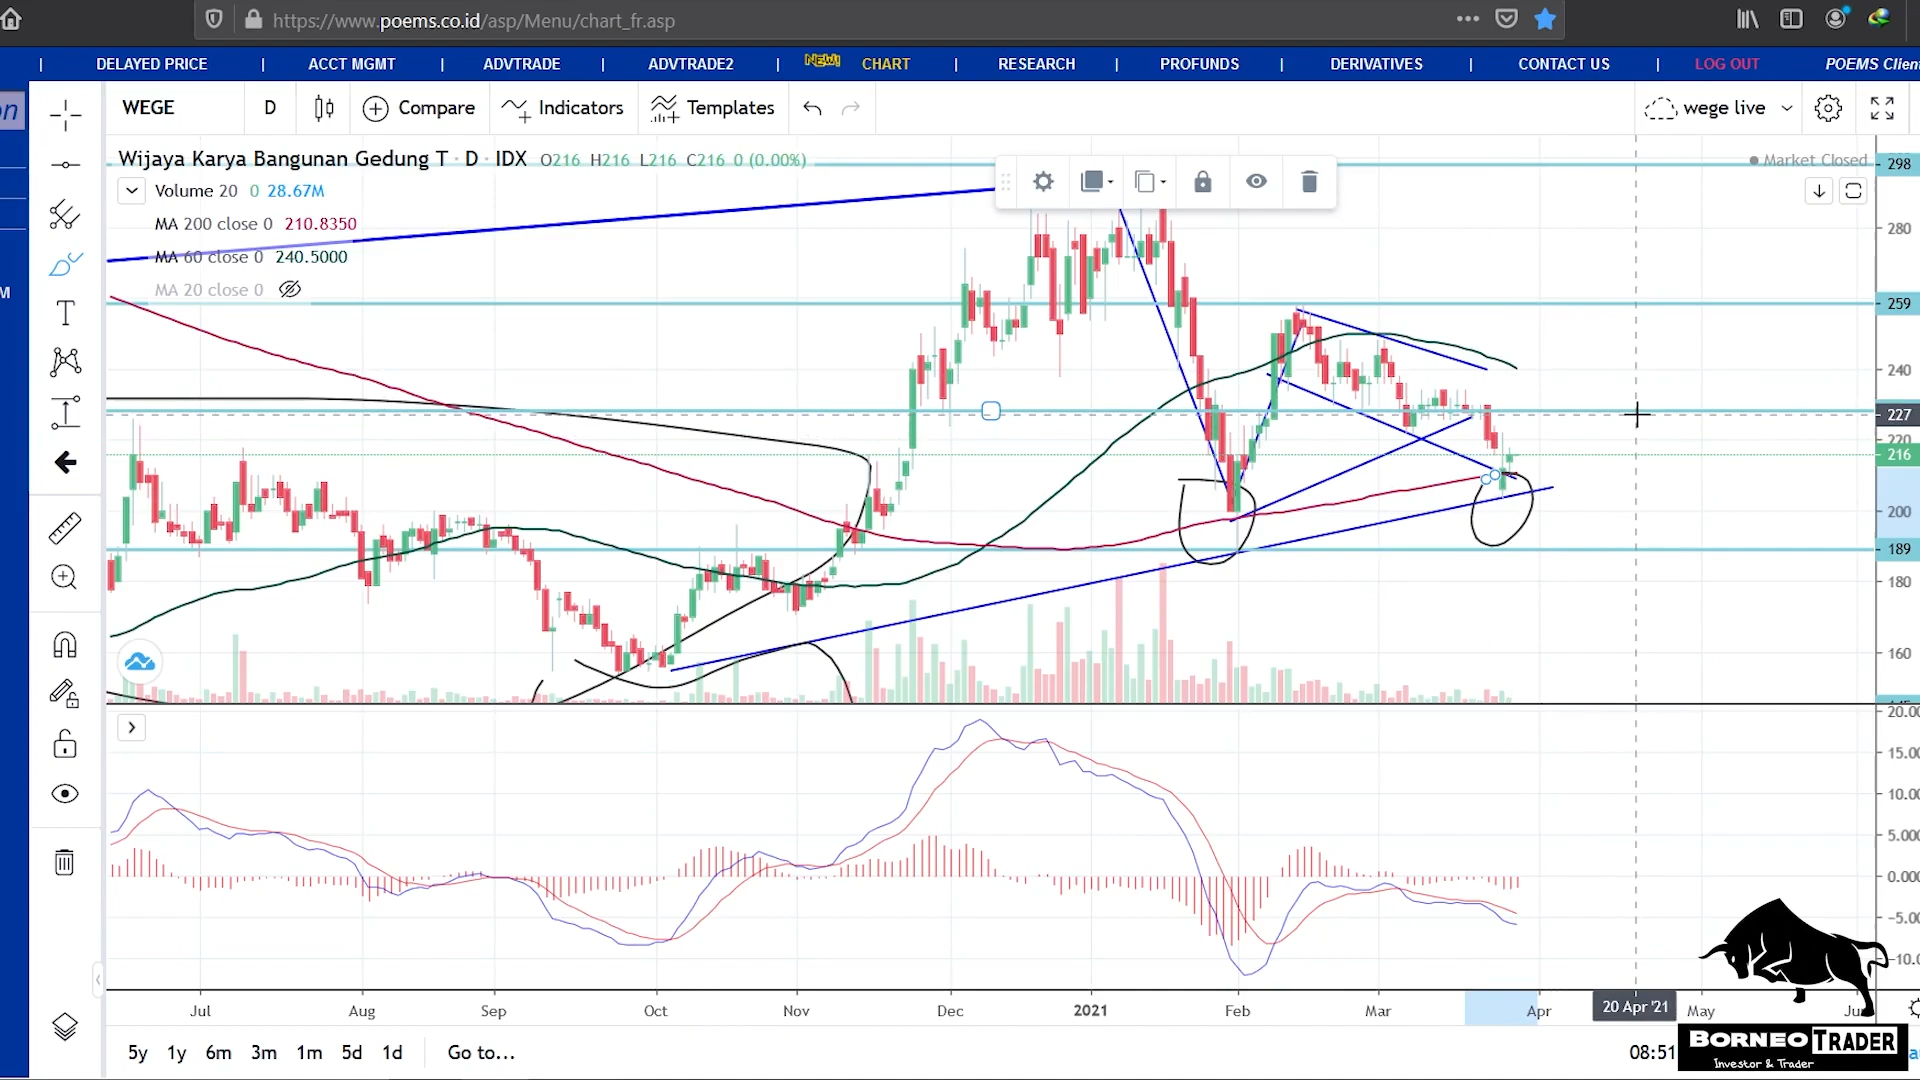 https://www.poems.co.id/asp/Menu/chart_fr.asp
| DELAYED PRICE | ACCT MGMT | ADVTRADE | ADVTRADE2 | NEW! CHART | RESEARCH | PROFUNDS | DERIVATIVES | CONTACT US | LOG OUT POEMS Clien
on
WEGE D Compare Indicators Templates wege live
Wijaya Karya Bangunan Gedung T · D · IDX O216 H216 L216 C216 0 (0.00%)
Market Closed
Volume 20 0 28.67M
MA 200 close 0 210.8350
MA 60 close 0 240.5000
MA 20 close 0
M
298
280
259
240
227
220
216
200
189
180
160
20.00
15.00
10.00
5.000
0.000
-5.00
-10.0
Jul Aug Sep Oct Nov Dec 2021 Feb Mar Apr 20 Apr '21 May Ju
5y 1y 6m 3m 1m 5d 1d Go to... 08:51
BORNEO TRADER
Investor & Trader